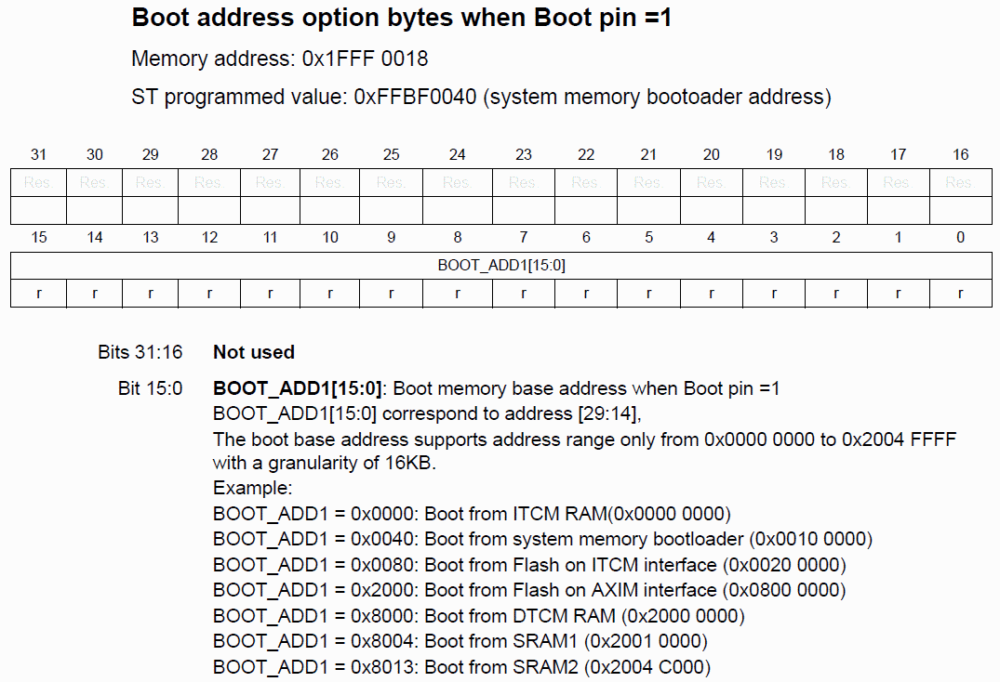 Boot address option bytes when Boot pin =1
Memory address: 0x1FFF 0018
ST programmed value: 0xFFBF0040 (system memory bootoader address)
31 30 29 28 27 26 25 24 23 22 21 20 19 18 17 16
Res. Res. Res. Res. Res. Res. Res. Res. Res. Res. Res. Res. Res. Res. Res. Res.
15 14 13 12 11 10 9 8 7 6 5 4 3 2 1 0
BOOT_ADD1[15:0]
r r r r r r r r r r r r r r r r
Bits 31:16 Not used
Bit 15:0 BOOT_ADD1[15:0]: Boot memory base address when Boot pin =1
BOOT_ADD1[15:0] correspond to address [29:14],
The boot base address supports address range only from 0x0000 0000 to 0x2004 FFFF
with a granularity of 16KB.
Example:
BOOT_ADD1 = 0x0000: Boot from ITCM RAM(0x0000 0000)
BOOT_ADD1 = 0x0040: Boot from system memory bootloader (0x0010 0000)
BOOT_ADD1 = 0x0080: Boot from Flash on ITCM interface (0x0020 0000)
BOOT_ADD1 = 0x2000: Boot from Flash on AXIM interface (0x0800 0000)
BOOT_ADD1 = 0x8000: Boot from DTCM RAM (0x2000 0000)
BOOT_ADD1 = 0x8004: Boot from SRAM1 (0x2001 0000)
BOOT_ADD1 = 0x8013: Boot from SRAM2 (0x2004 C000)